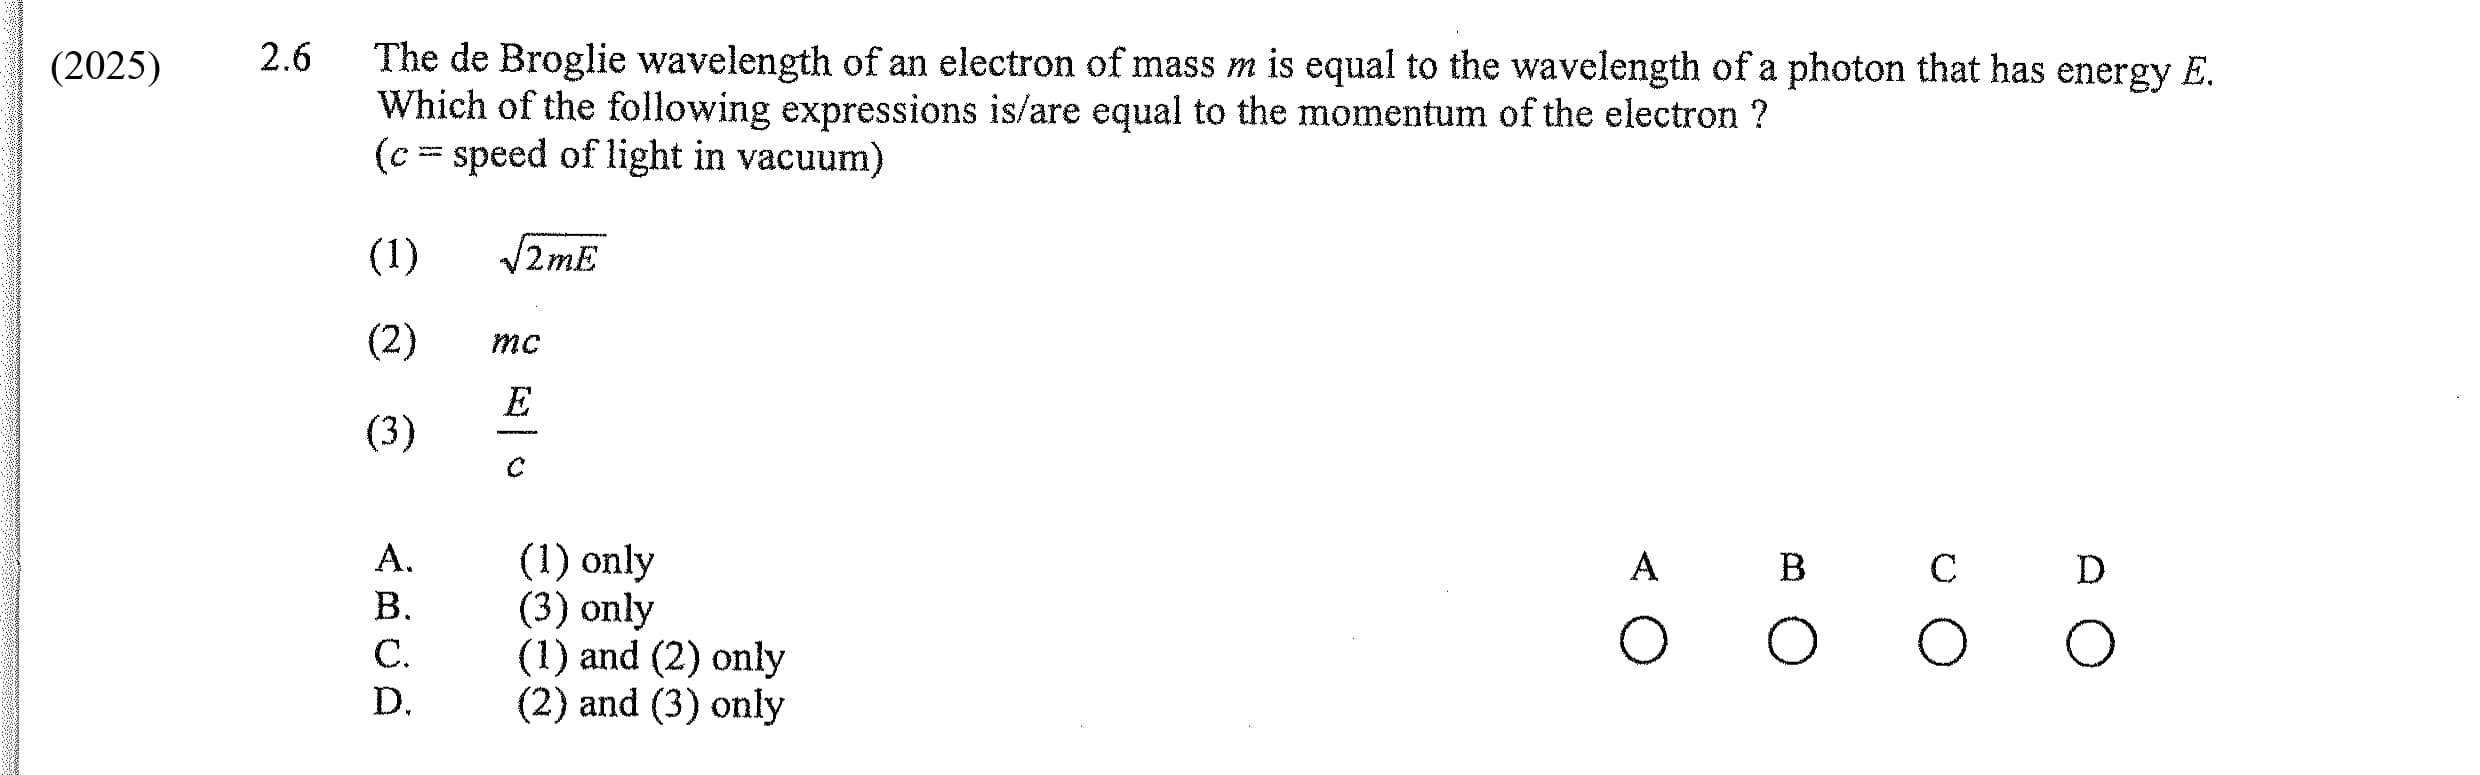 (2025) 2.6 The de Broglie wavelength of an electron of mass m is equal to the wavelength of a photon that has energy E.
Which of the following expressions is/are equal to the momentum of the electron ?
(c = speed of light in vacuum)
(1) √2mE
(2) mc
(3) E/c
A. (1) only
B. (3) only
C. (1) and (2) only
D. (2) and (3) only
A B C D